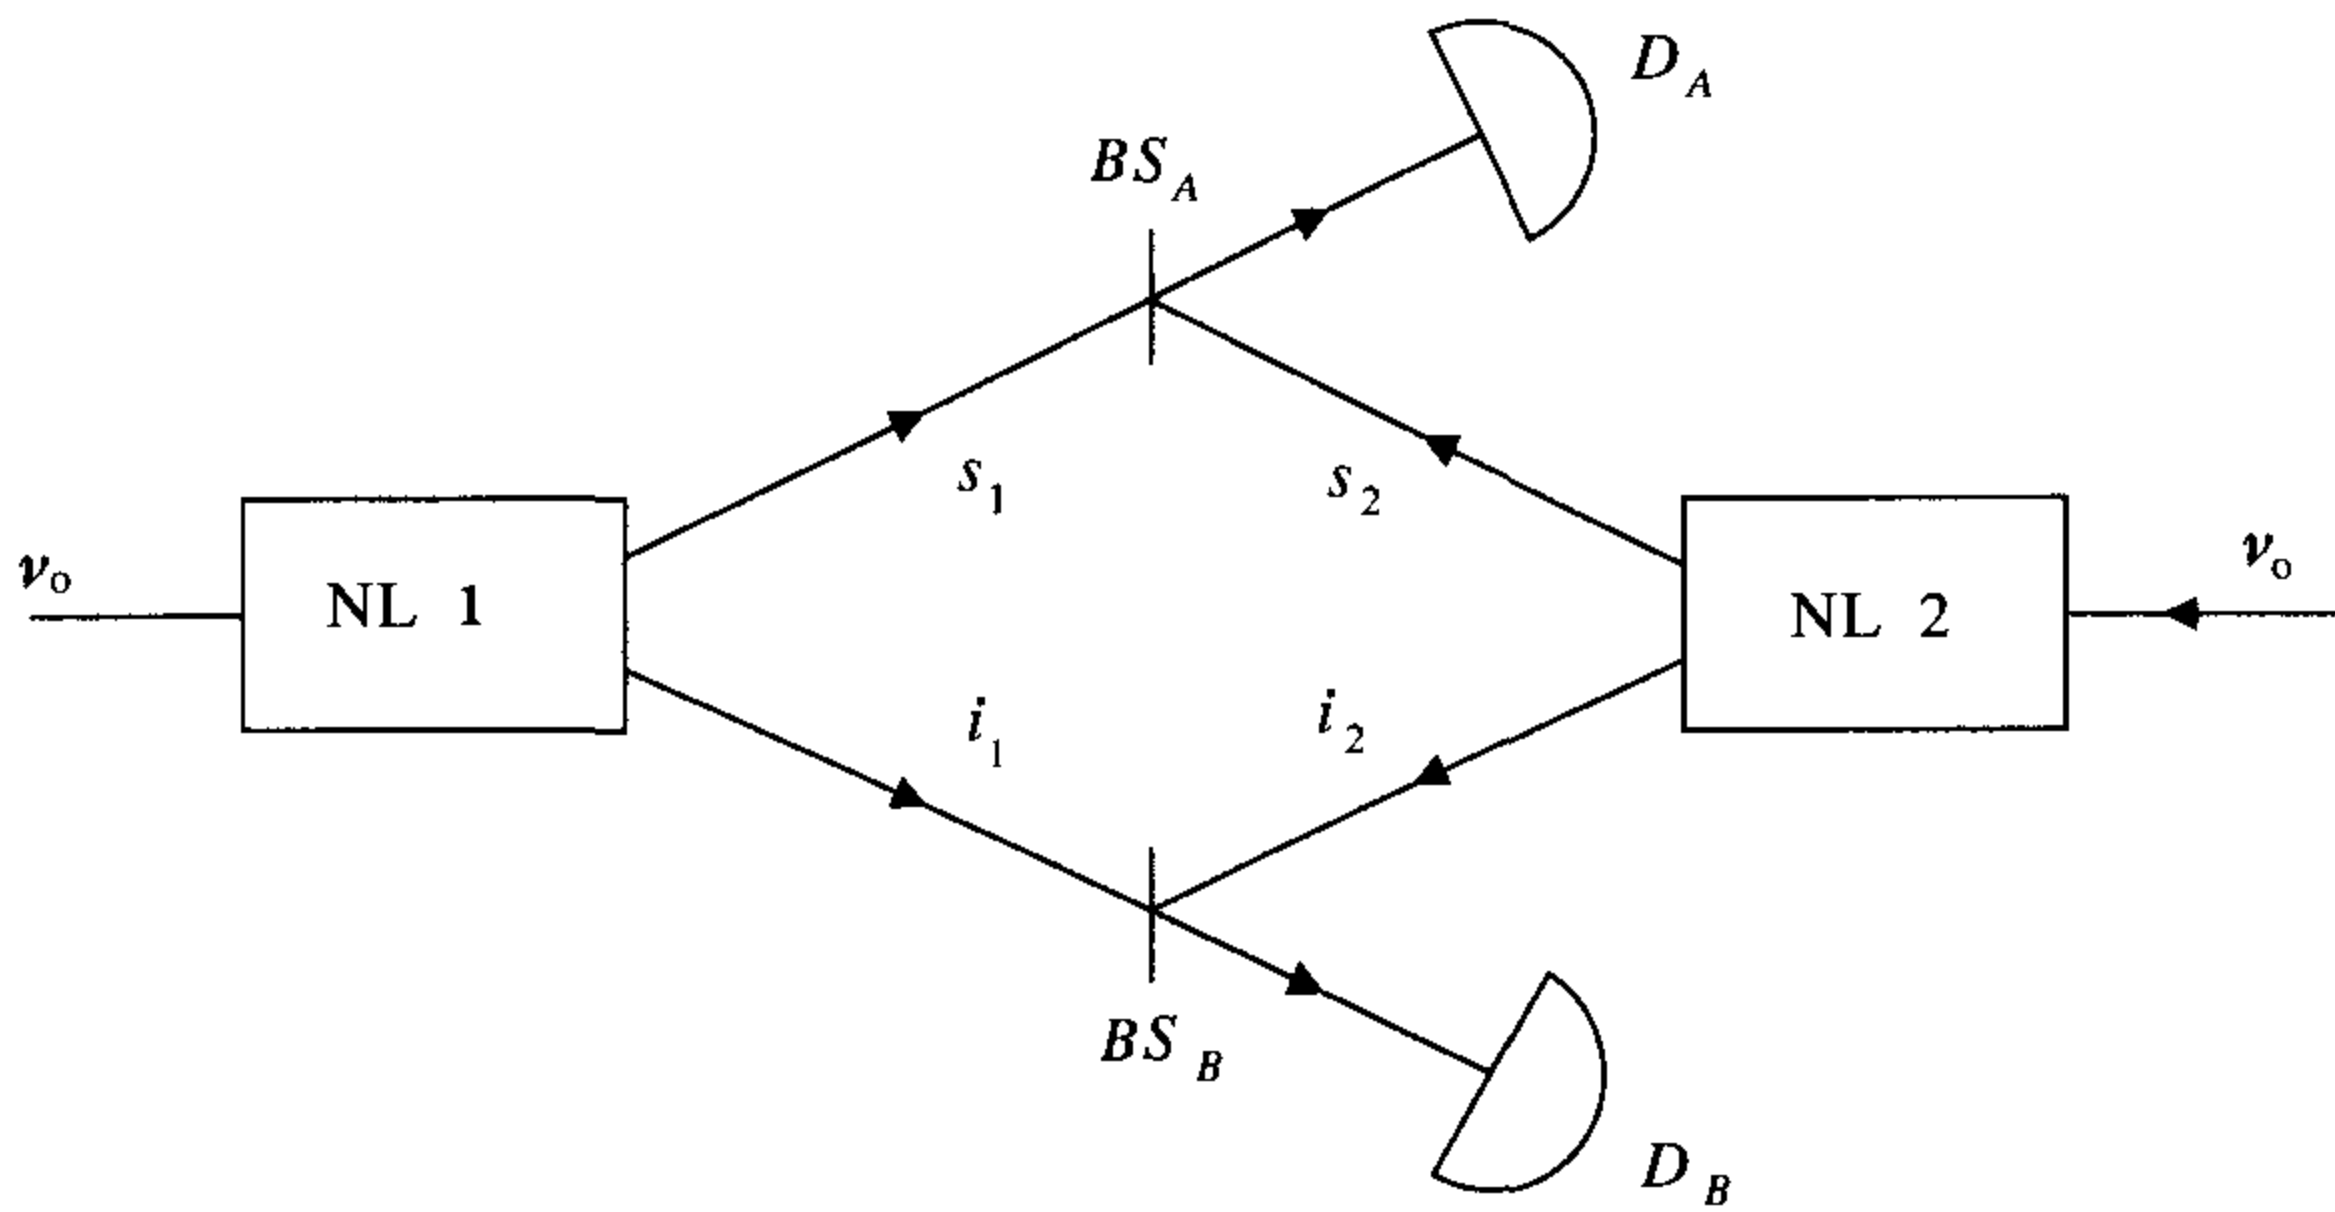 D_A
BS_A
s_1
s_2
ν_o
NL 1
NL 2
ν_o
i_1
i_2
BS_B
D_B